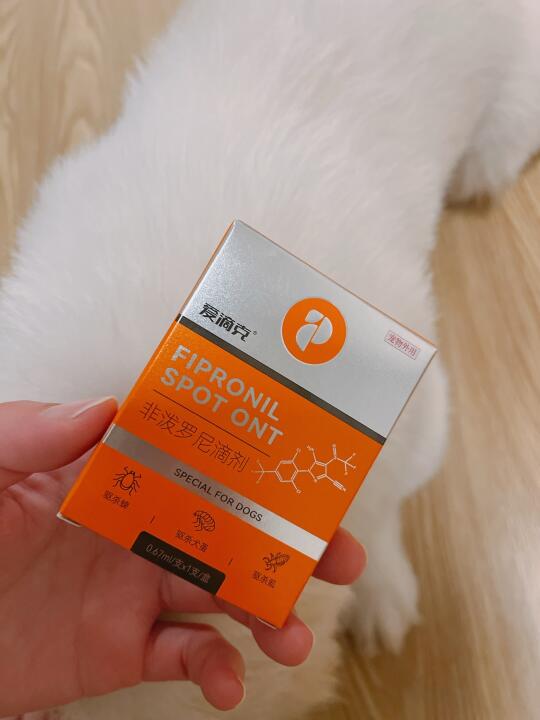 爱滴克®
宠物外用
FIPRONIL
SPOT ONT
非泼罗尼滴剂
SPECIAL FOR DOGS
驱杀蜱
驱杀犬蚤
驱杀虱
0.67ml/支x1支/盒